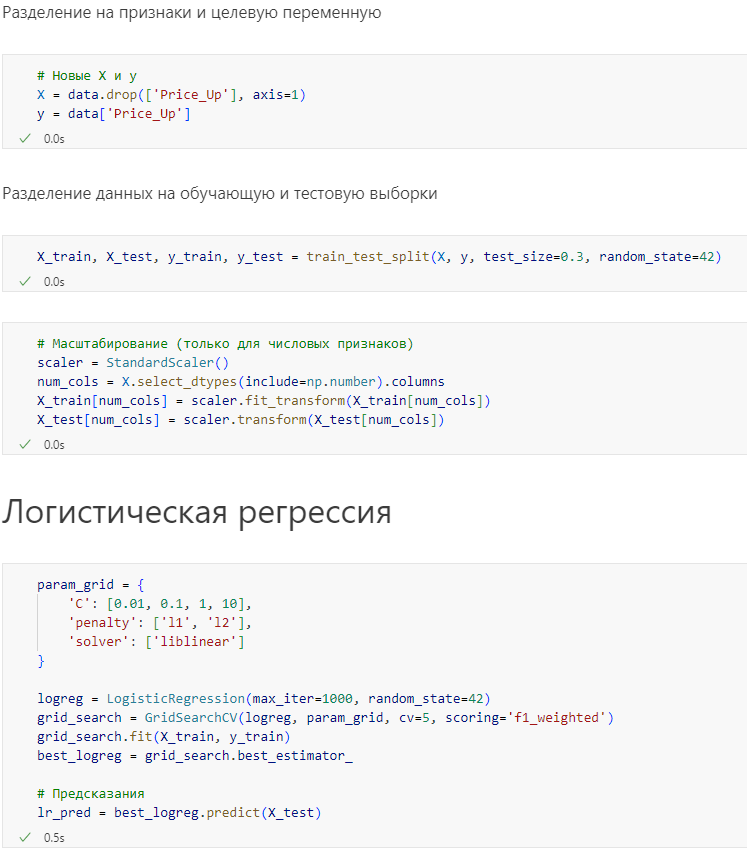 Разделение на признаки и целевую переменную
# Новые X и y
X = data.drop(['Price_Up'], axis=1)
y = data['Price_Up']
✓ 0.0s
Разделение данных на обучающую и тестовую выборки
X_train, X_test, y_train, y_test = train_test_split(X, y, test_size=0.3, random_state=42)
✓ 0.0s
# Масштабирование (только для числовых признаков)
scaler = StandardScaler()
num_cols = X.select_dtypes(include=np.number).columns
X_train[num_cols] = scaler.fit_transform(X_train[num_cols])
X_test[num_cols] = scaler.transform(X_test[num_cols])
✓ 0.0s
Логистическая регрессия
param_grid = {
    'C': [0.01, 0.1, 1, 10],
    'penalty': ['l1', 'l2'],
    'solver': ['liblinear']
}
logreg = LogisticRegression(max_iter=1000, random_state=42)
grid_search = GridSearchCV(logreg, param_grid, cv=5, scoring='f1_weighted')
grid_search.fit(X_train, y_train)
best_logreg = grid_search.best_estimator_
# Предсказания
lr_pred = best_logreg.predict(X_test)
✓ 0.5s